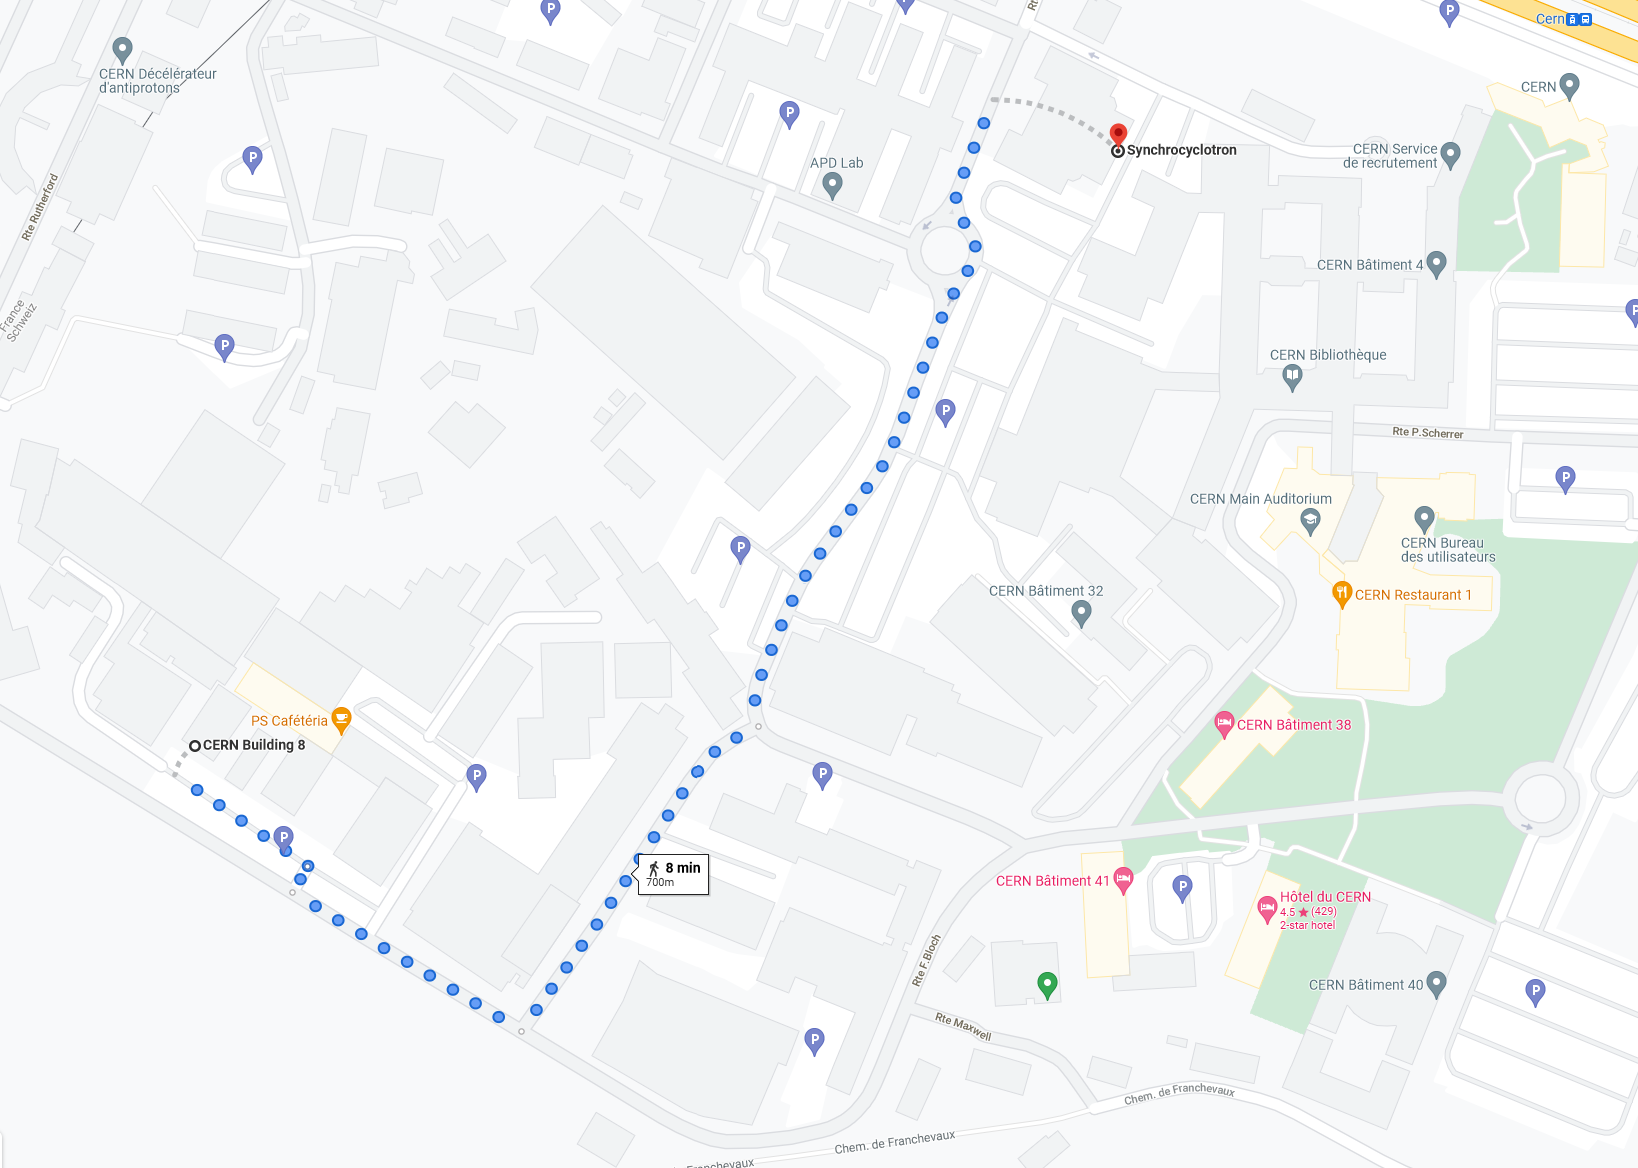 Rte
P
P
P
Cern
CERN Décélérateur
d'antiprotons
CERN
P
Synchrocyclotron
CERN Service
de recrutement
P
APD Lab
Rte Rutherford
CERN Bâtiment 4
France
Schweiz
P
P
CERN Bibliothèque
P
Rte P.Scherrer
P
CERN Main Auditorium
CERN Bureau
des utilisateurs
P
CERN Bâtiment 32
CERN Restaurant 1
PS Cafétéria
CERN Building 8
CERN Bâtiment 38
P
P
P
8 min
700m
CERN Bâtiment 41
P
Hôtel du CERN
4.5 ★ (429)
2-star hotel
Rte F.Bloch
CERN Bâtiment 40
P
Rte Maxwell
P
Chem. de Franchevaux
Chem. de Franchevaux
Franchevaux